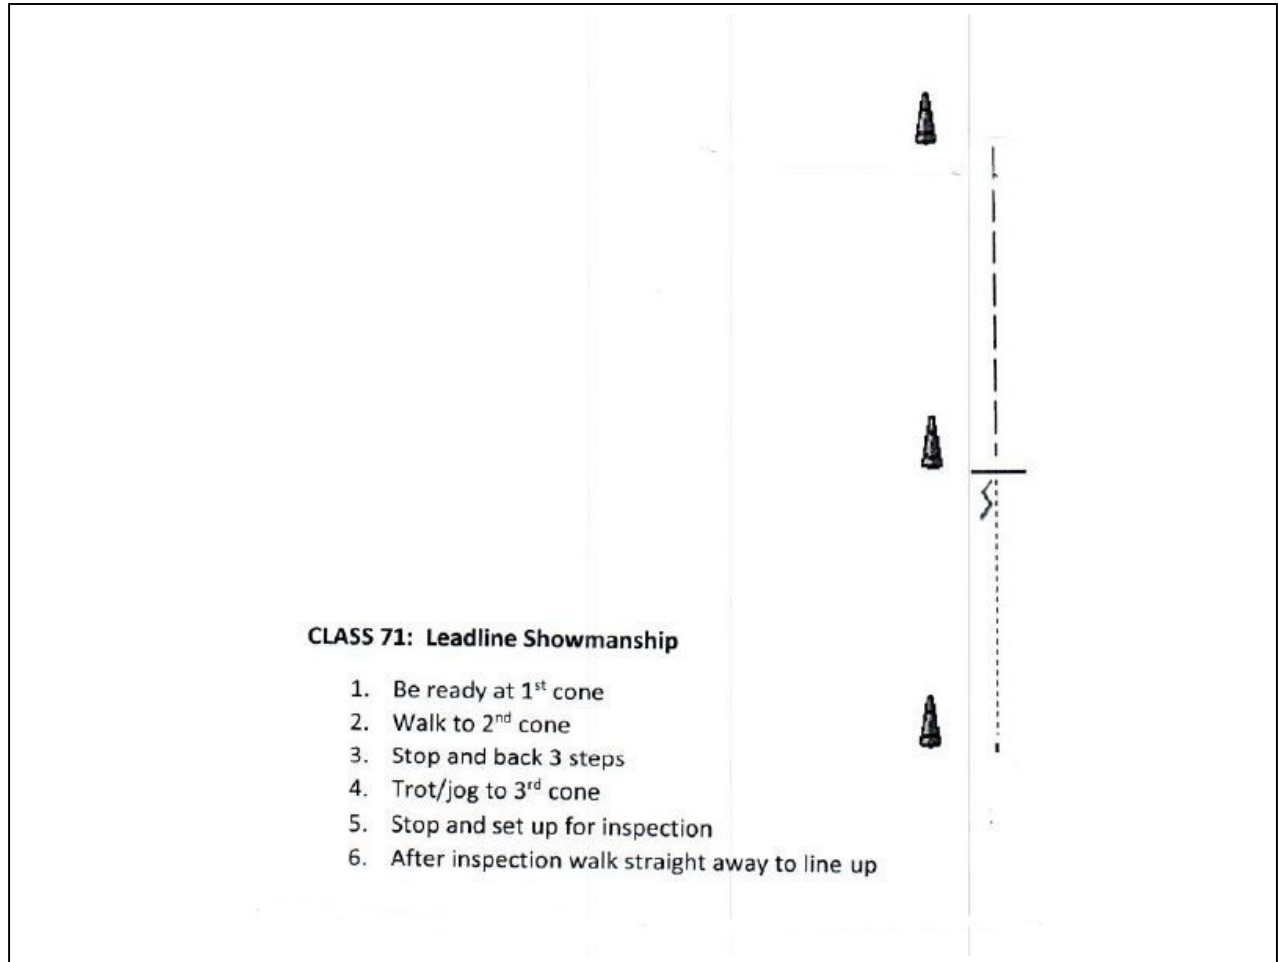 CLASS 71: Leadline Showmanship
1. Be ready at 1st cone
2. Walk to 2nd cone
3. Stop and back 3 steps
4. Trot/jog to 3rd cone
5. Stop and set up for inspection
6. After inspection walk straight away to line up